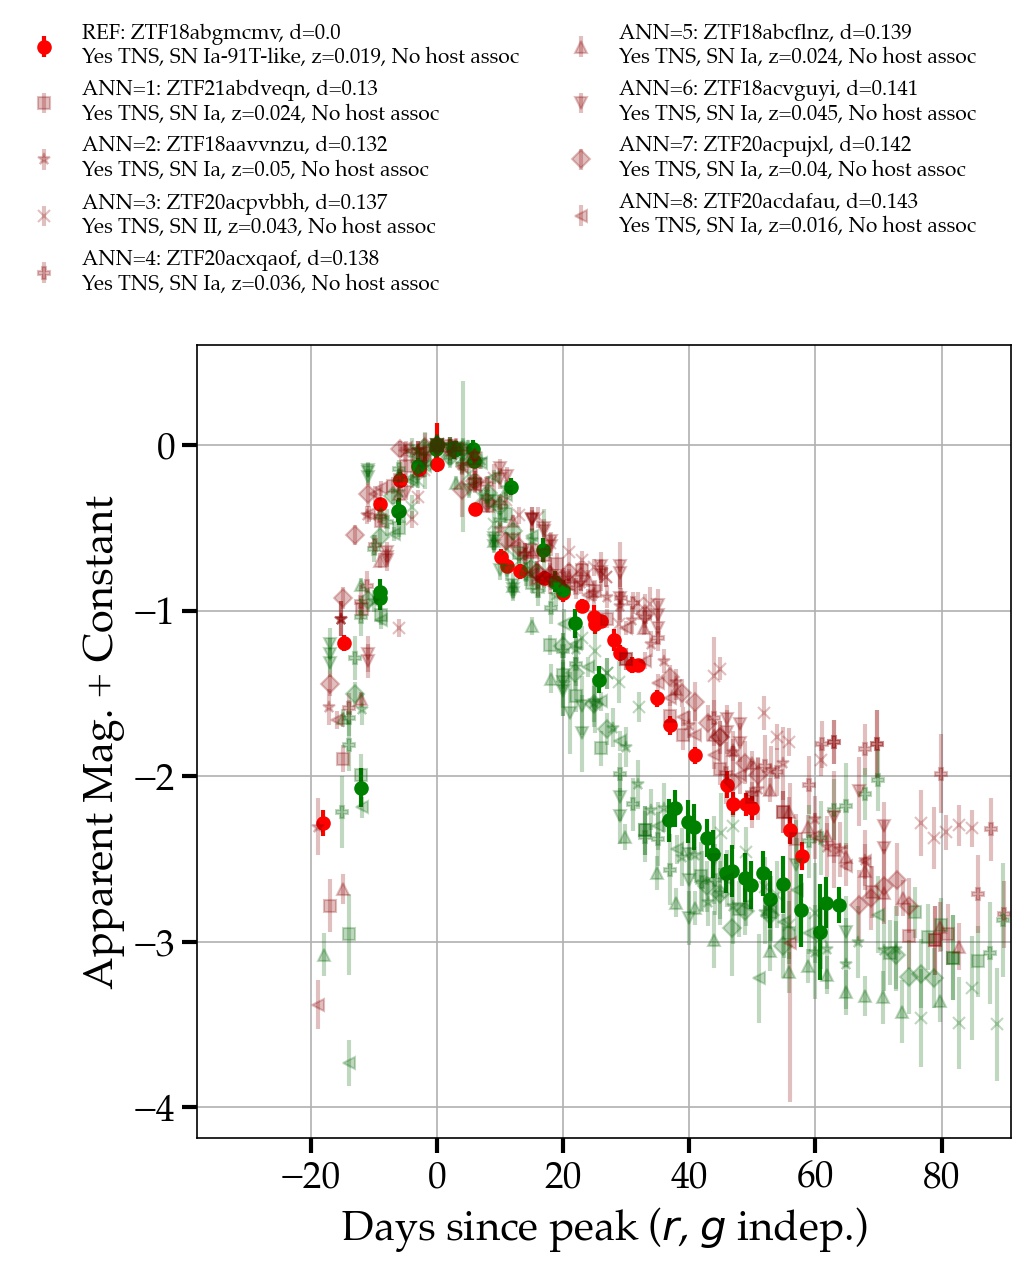 REF: ZTF18abgmcmv, d=0.0
Yes TNS, SN Ia-91T-like, z=0.019, No host assoc
ANN=1: ZTF21abdveqn, d=0.13
Yes TNS, SN Ia, z=0.024, No host assoc
ANN=2: ZTF18aavvnzu, d=0.132
Yes TNS, SN Ia, z=0.05, No host assoc
ANN=3: ZTF20acpvbbh, d=0.137
Yes TNS, SN II, z=0.043, No host assoc
ANN=4: ZTF20acxqaof, d=0.138
Yes TNS, SN Ia, z=0.036, No host assoc
ANN=5: ZTF18abcflnz, d=0.139
Yes TNS, SN Ia, z=0.024, No host assoc
ANN=6: ZTF18acvguyi, d=0.141
Yes TNS, SN Ia, z=0.045, No host assoc
ANN=7: ZTF20acpujxl, d=0.142
Yes TNS, SN Ia, z=0.04, No host assoc
ANN=8: ZTF20acdafau, d=0.143
Yes TNS, SN Ia, z=0.016, No host assoc
Apparent Mag. + Constant
0
−1
−2
−3
−4
−20 0 20 40 60 80
Days since peak (r, g indep.)